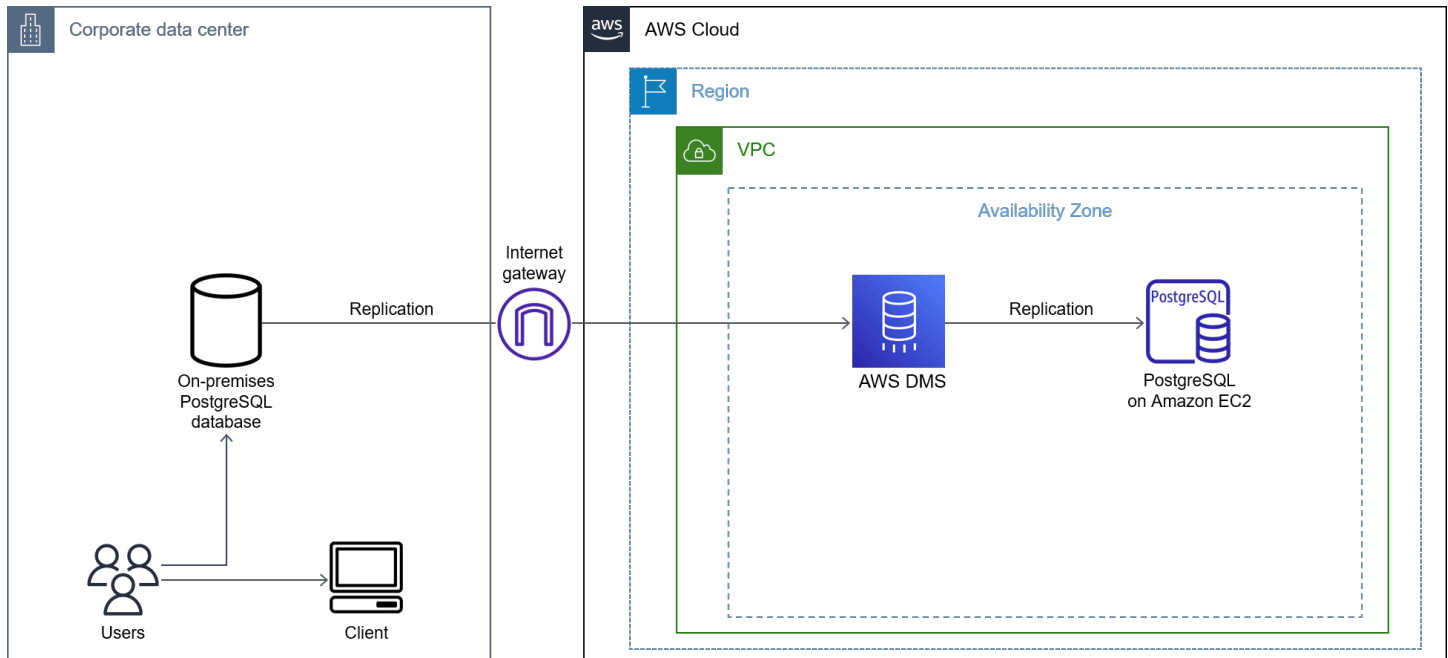 Corporate data center
aws
AWS Cloud
Region
VPC
Availability Zone
Internet
gateway
Replication
Replication
PostgreSQL
On-premises
PostgreSQL
database
AWS DMS
PostgreSQL
on Amazon EC2
Users
Client